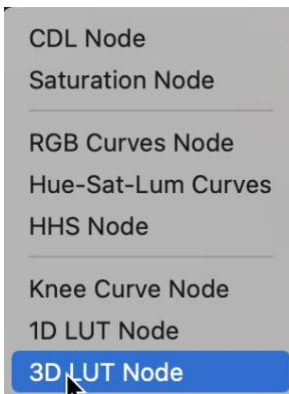 CDL Node
Saturation Node
RGB Curves Node
Hue-Sat-Lum Curves
HHS Node
Knee Curve Node
1D LUT Node
3D LUT Node